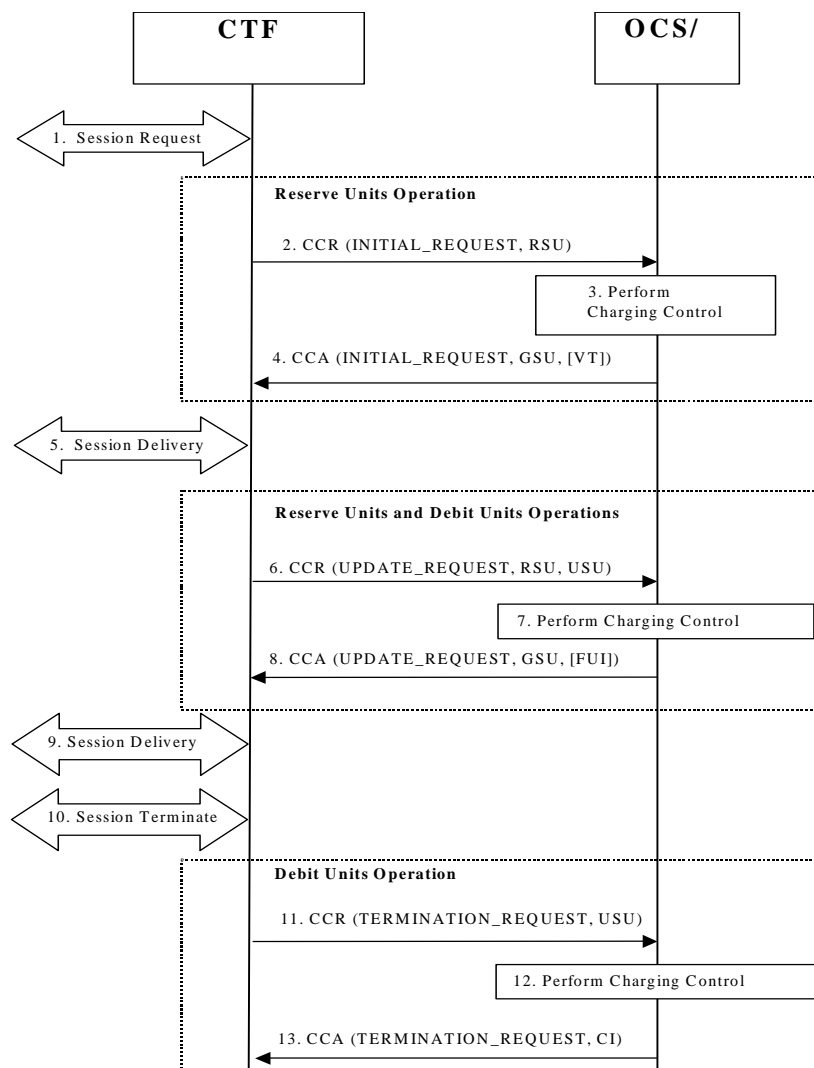 CTF
OCS/
1. Session Request
Reserve Units Operation
2. CCR (INITIAL_REQUEST, RSU)
3. Perform
Charging Control
4. CCA (INITIAL_REQUEST, GSU, [VT])
5. Session Delivery
Reserve Units and Debit Units Operations
6. CCR (UPDATE_REQUEST, RSU, USU)
7. Perform Charging Control
8. CCA (UPDATE_REQUEST, GSU, [FUI])
9. Session Delivery
10. Session Terminate
Debit Units Operation
11. CCR (TERMINATION_REQUEST, USU)
12. Perform Charging Control
13. CCA (TERMINATION_REQUEST, CI)